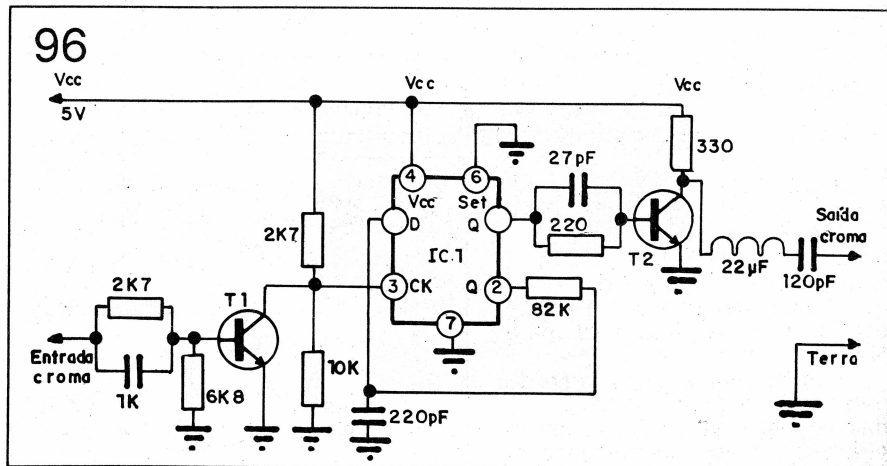 96
Vcc
5V
Vcc
Vcc
330
27pF
4
6
Vcc
Set
D
Q
220
T2
Saída
croma
2K7
IC.1
3
CK
Q
2
82K
22µF
120pF
7
2K7
T1
Entrada
croma
1K
6K8
10K
220pF
Terra